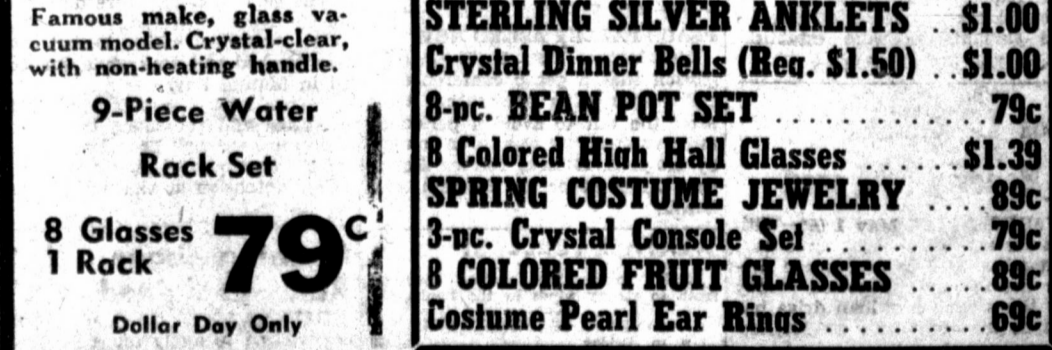 Famous make, glass va-
cuum model. Crystal-clear,
with non-heating handle.
9-Piece Water
Rack Set
8 Glasses
1 Rack
79c
Dollar Day Only
STERLING SILVER ANKLETS .. $1.00
Crystal Dinner Bells (Reg. $1.50) .. $1.00
8-pc. BEAN POT SET ............. 79c
8 Colored High Hall Glasses ...... $1.39
SPRING COSTUME JEWELRY .... 89c
3-pc. Crystal Console Set .......... 79c
8 COLORED FRUIT GLASSES ..... 89c
Costume Pearl Ear Rings .......... 69c